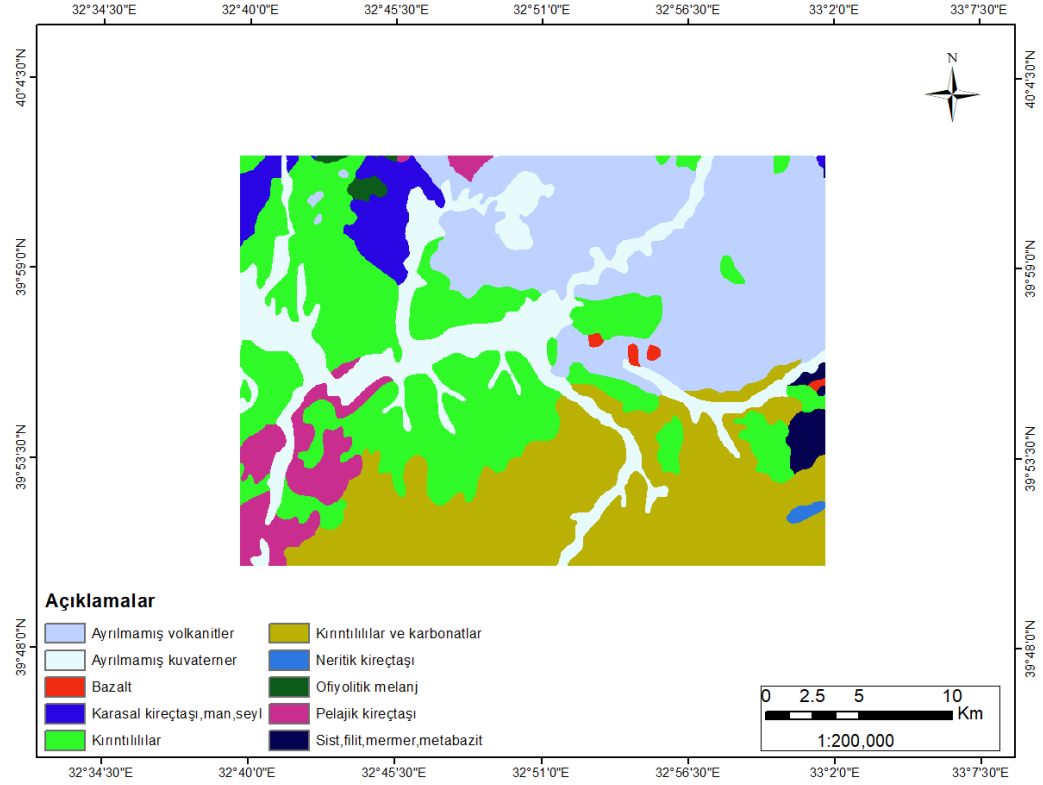 32°34'30"E 32°40'0"E 32°45'30"E 32°51'0"E 32°56'30"E 33°2'0"E 33°7'30"E
N
40°4'30"N 40°4'30"N
39°59'0"N 39°59'0"N
39°53'30"N 39°53'30"N
39°48'0"N 39°48'0"N
Açıklamalar
Ayrılmamış volkanitler
Ayrılmamış kuvaterner
Bazalt
Karasal kireçtaşı,man,seyl
Kırıntılılar
Kırıntılılılar ve karbonatlar
Neritik kireçtaşı
Ofiyolitik melanj
Pelajik kireçtaşı
Sist,filit,mermer,metabazit
0 2.5 5 10
Km
1:200,000
32°34'30"E 32°40'0"E 32°45'30"E 32°51'0"E 32°56'30"E 33°2'0"E 33°7'30"E